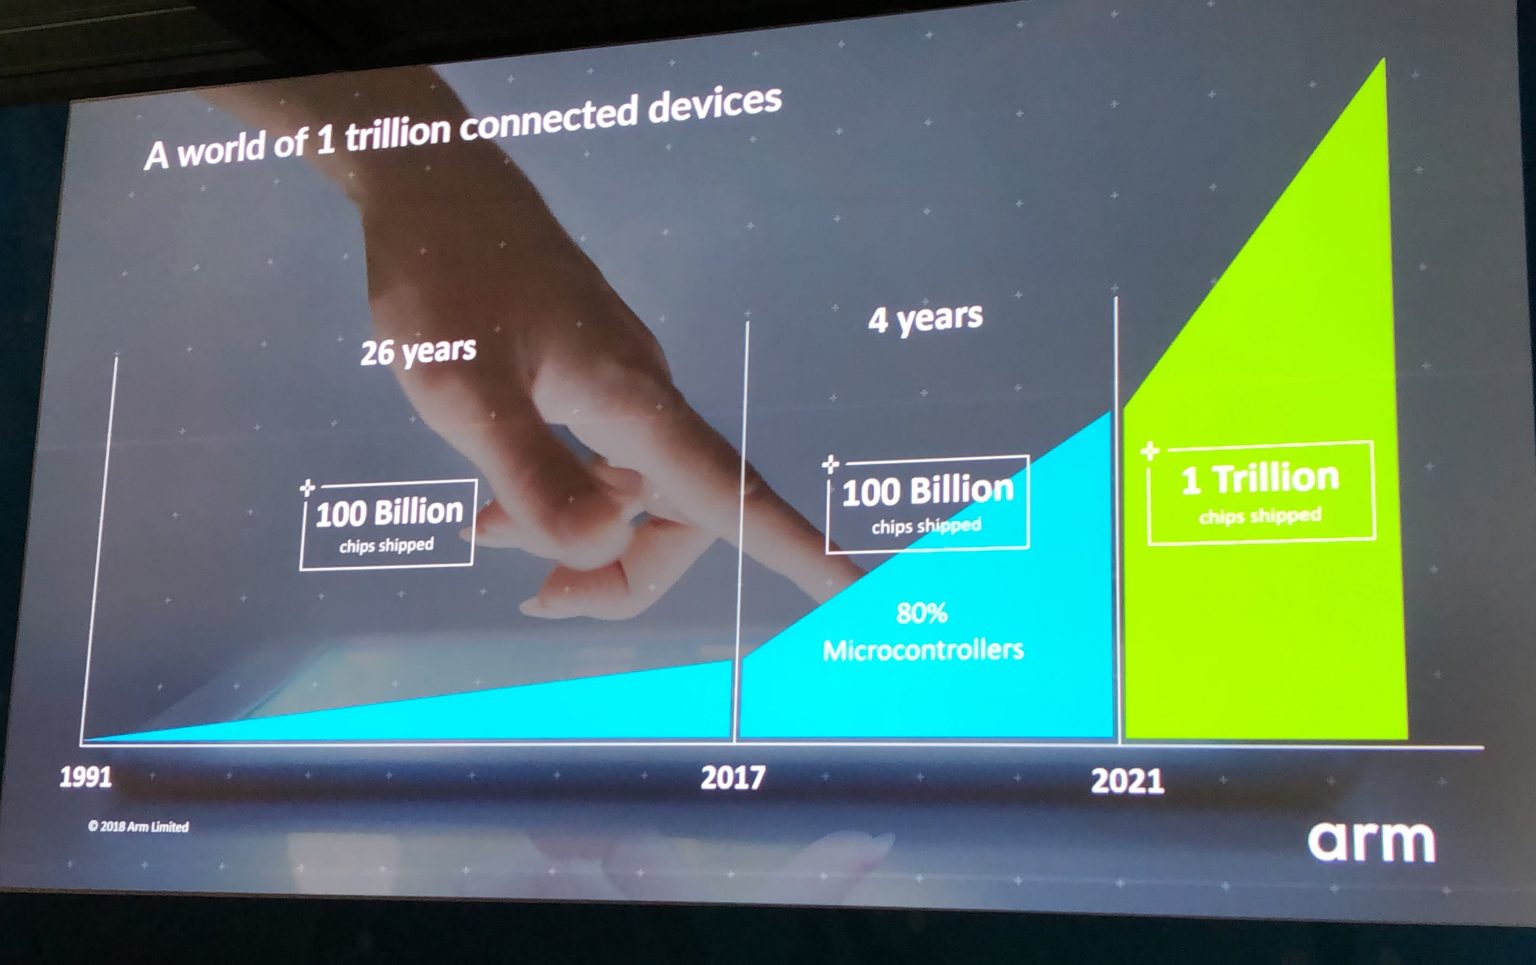 A world of 1 trillion connected devices
26 years
4 years
100 Billion
chips shipped
100 Billion
chips shipped
1 Trillion
chips shipped
80%
Microcontrollers
1991
2017
2021
© 2018 Arm Limited
arm